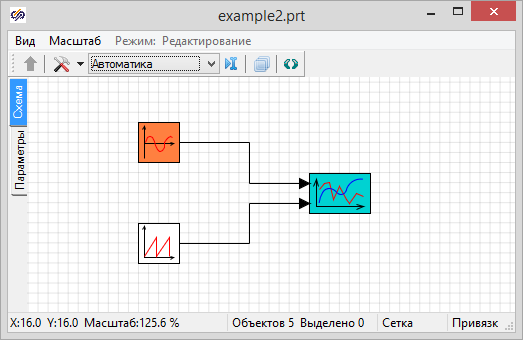 example2.prt
Вид Масштаб Режим: Редактирование
Автоматика
Схема
Параметры
X:16.0 Y:16.0 Масштаб:125.6 % Объектов 5 Выделено 0 Сетка Привязк